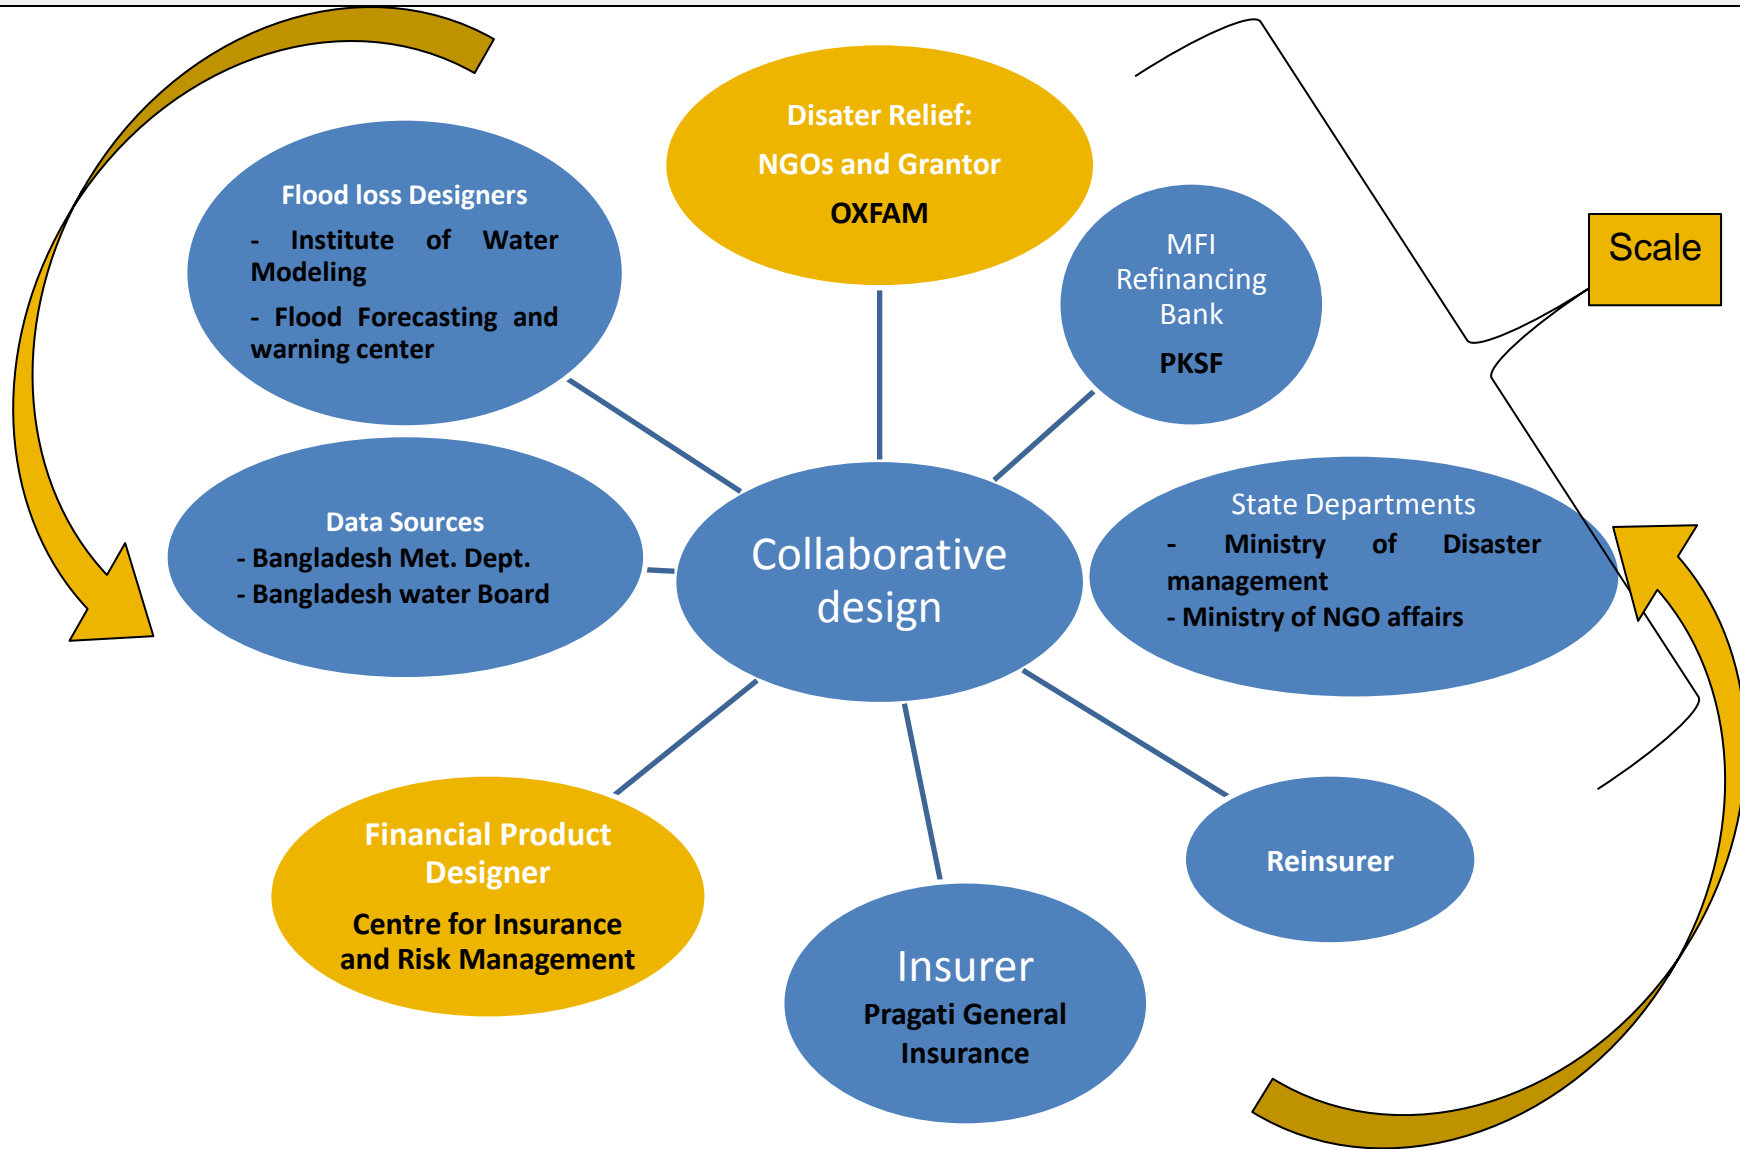 Disater Relief:
NGOs and Grantor
OXFAM
Flood loss Designers
- Institute of Water
Modeling
- Flood Forecasting and
warning center
MFI
Refinancing
Bank
PKSF
Scale
Data Sources
- Bangladesh Met. Dept.
- Bangladesh water Board
Collaborative
design
State Departments
- Ministry of Disaster
management
- Ministry of NGO affairs
Financial Product
Designer
Centre for Insurance
and Risk Management
Insurer
Pragati General
Insurance
Reinsurer